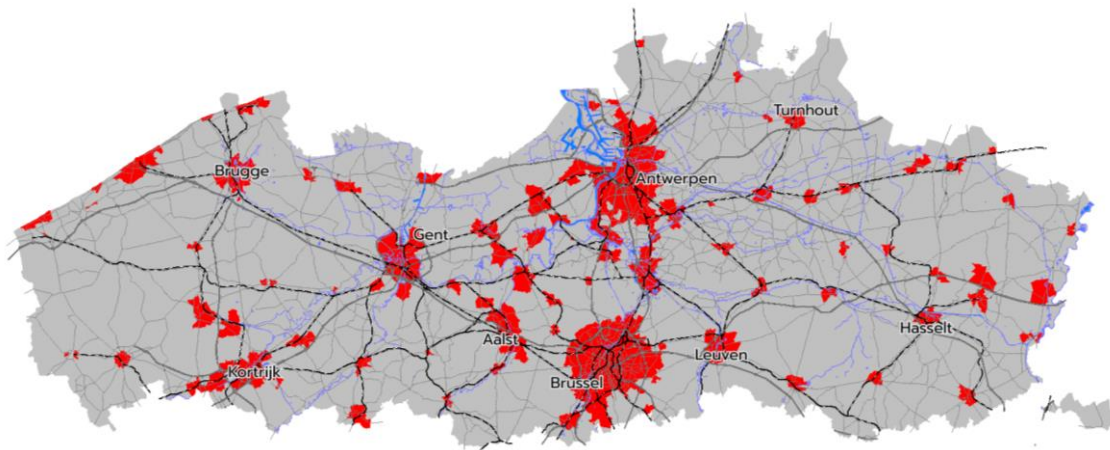 Turnhout
Brugge
Antwerpen
Gent
Hasselt
Aalst
Leuven
Kortrijk
Brussel